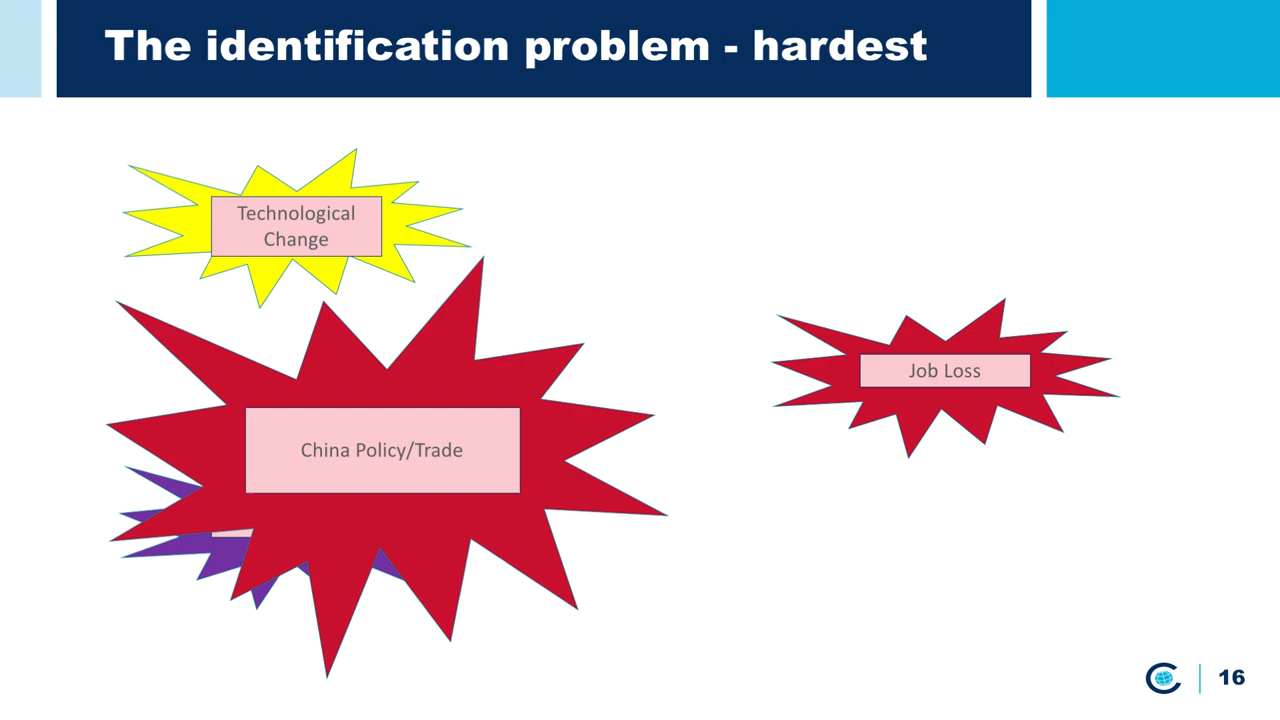 The identification problem - hardest
Technological
Change
China Policy/Trade
Job Loss
16